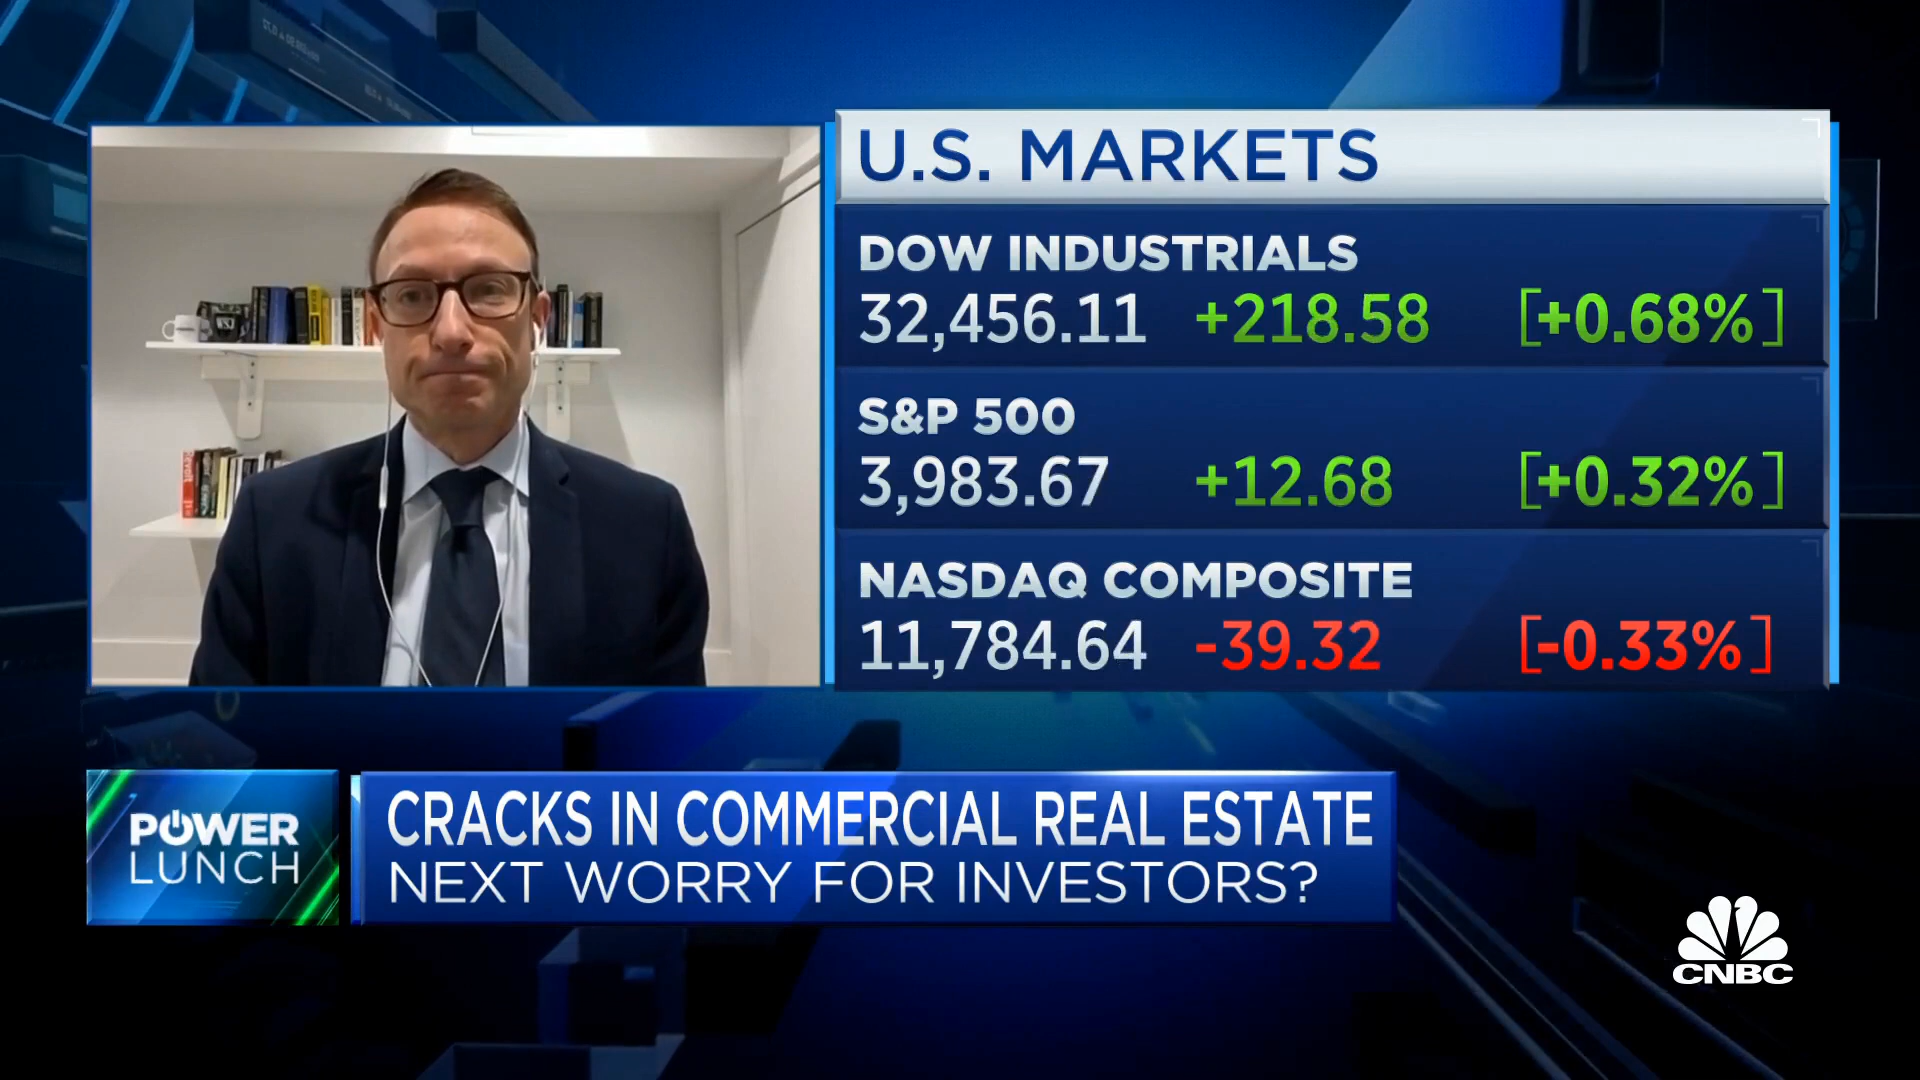 U.S. MARKETS
DOW INDUSTRIALS
32,456.11 +218.58 [+0.68%]
S&P 500
3,983.67 +12.68 [+0.32%]
NASDAQ COMPOSITE
11,784.64 -39.32 [-0.33%]
POWER
LUNCH
CRACKS IN COMMERCIAL REAL ESTATE
NEXT WORRY FOR INVESTORS?
CNBC